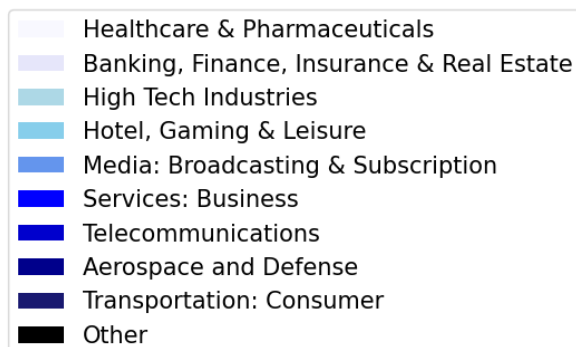 Healthcare & Pharmaceuticals
Banking, Finance, Insurance & Real Estate
High Tech Industries
Hotel, Gaming & Leisure
Media: Broadcasting & Subscription
Services: Business
Telecommunications
Aerospace and Defense
Transportation: Consumer
Other